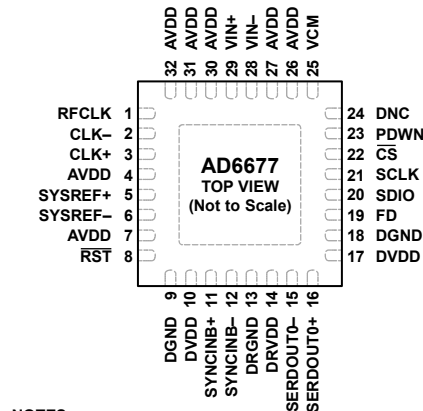 32 AVDD
31 AVDD
30 AVDD
29 VIN+
28 VIN–
27 AVDD
26 AVDD
25 VCM
RFCLK 1
CLK– 2
CLK+ 3
AVDD 4
SYSREF+ 5
SYSREF– 6
AVDD 7
RST 8
AD6677
TOP VIEW
(Not to Scale)
24 DNC
23 PDWN
22 CS
21 SCLK
20 SDIO
19 FD
18 DGND
17 DVDD
DGND 9
DVDD 10
SYNCINB+ 11
SYNCINB– 12
DRGND 13
DRVDD 14
SERDOUT0– 15
SERDOUT0+ 16